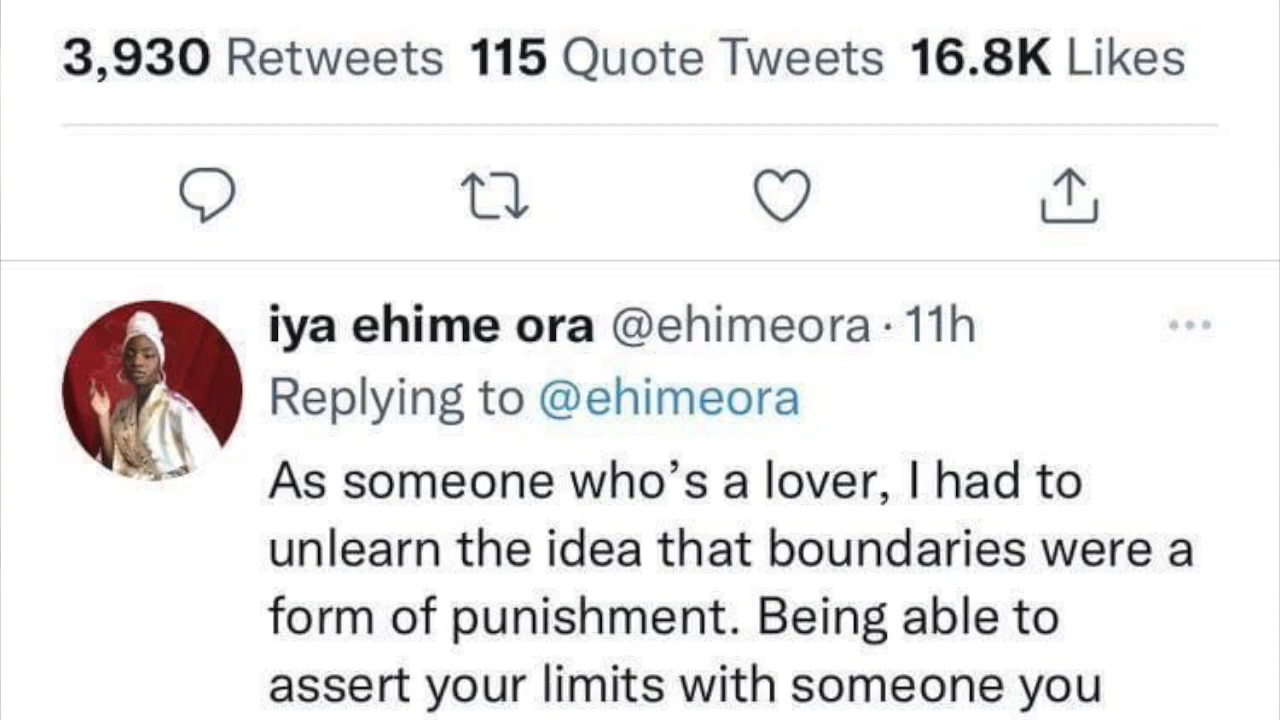 3,930 Retweets 115 Quote Tweets 16.8K Likes
iya ehime ora @ehimeora · 11h
Replying to @ehimeora
As someone who’s a lover, I had to
unlearn the idea that boundaries were a
form of punishment. Being able to
assert your limits with someone you